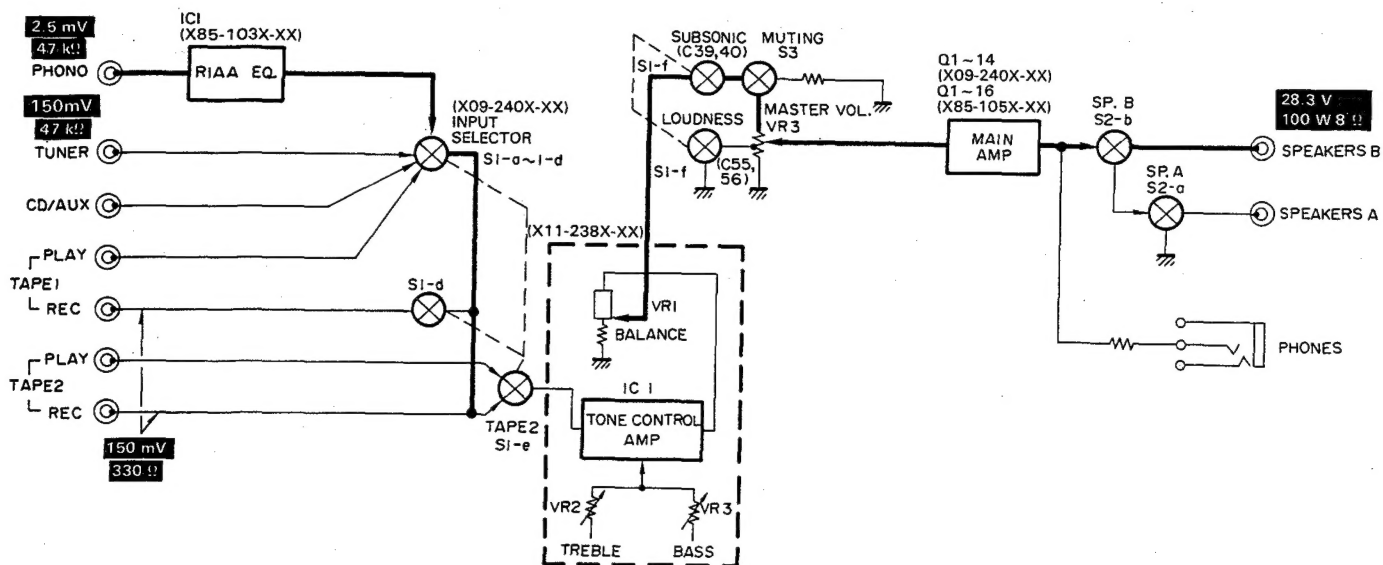 2.5 mV
47 kΩ
PHONO
IC1
(X85-103X-XX)
RIAA EQ.
150mV
47 kΩ
TUNER
(X09-240X-XX)
INPUT
SELECTOR
S1-a~1-d
CD/AUX
PLAY
TAPE1
REC
S1-d
PLAY
TAPE2
REC
TAPE2
S1-e
150 mV
330 Ω
(X11-238X-XX)
VR1
BALANCE
IC 1
TONE CONTROL
AMP
VR2
VR3
TREBLE
BASS
SUBSONIC
(C39,40)
MUTING
S3
S1-f
LOUDNESS
S1-f
(C55,
56)
MASTER VOL.
VR3
Q1~14
(X09-240X-XX)
Q1~16
(X85-105X-XX)
MAIN
AMP
SP. B
S2-b
SP. A
S2-a
28.3 V
100 W 8 Ω
SPEAKERS B
SPEAKERS A
PHONES